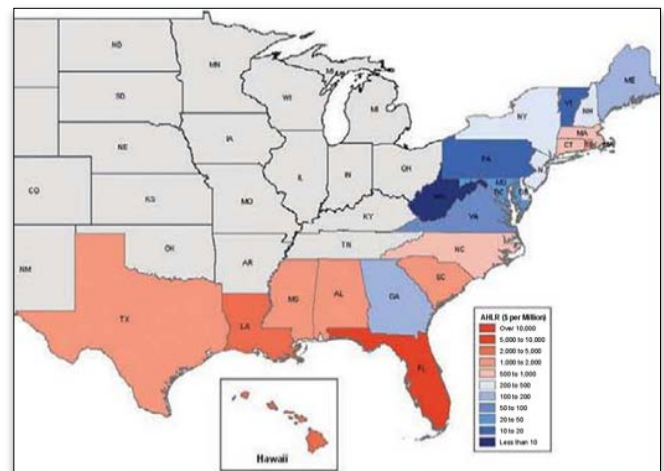 ND
MN
MI
ME
SD
WI
MI
VT
NH
NY
MA
CT
IA
NE
PA
IL
IN
OH
CO
MD
DC
DE
KS
MO
VA
KY
NC
TN
OK
NM
AR
SC
MS
AL
GA
TX
LA
FL
AHLR ($ per Million)
Over 10,000
5,000 to 10,000
2,000 to 5,000
1,000 to 2,000
500 to 1,000
200 to 500
100 to 200
50 to 100
20 to 50
10 to 20
Less than 10
Hawaii